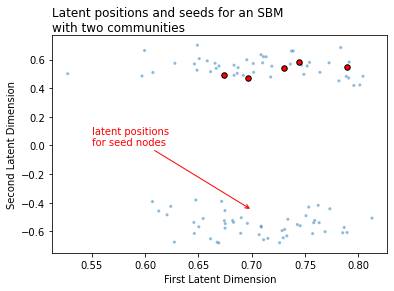 Latent positions and seeds for an SBM
with two communities
Second Latent Dimension
0.6
0.4
0.2
0.0
−0.2
−0.4
−0.6
latent positions
for seed nodes
0.55
0.60
0.65
0.70
0.75
0.80
First Latent Dimension